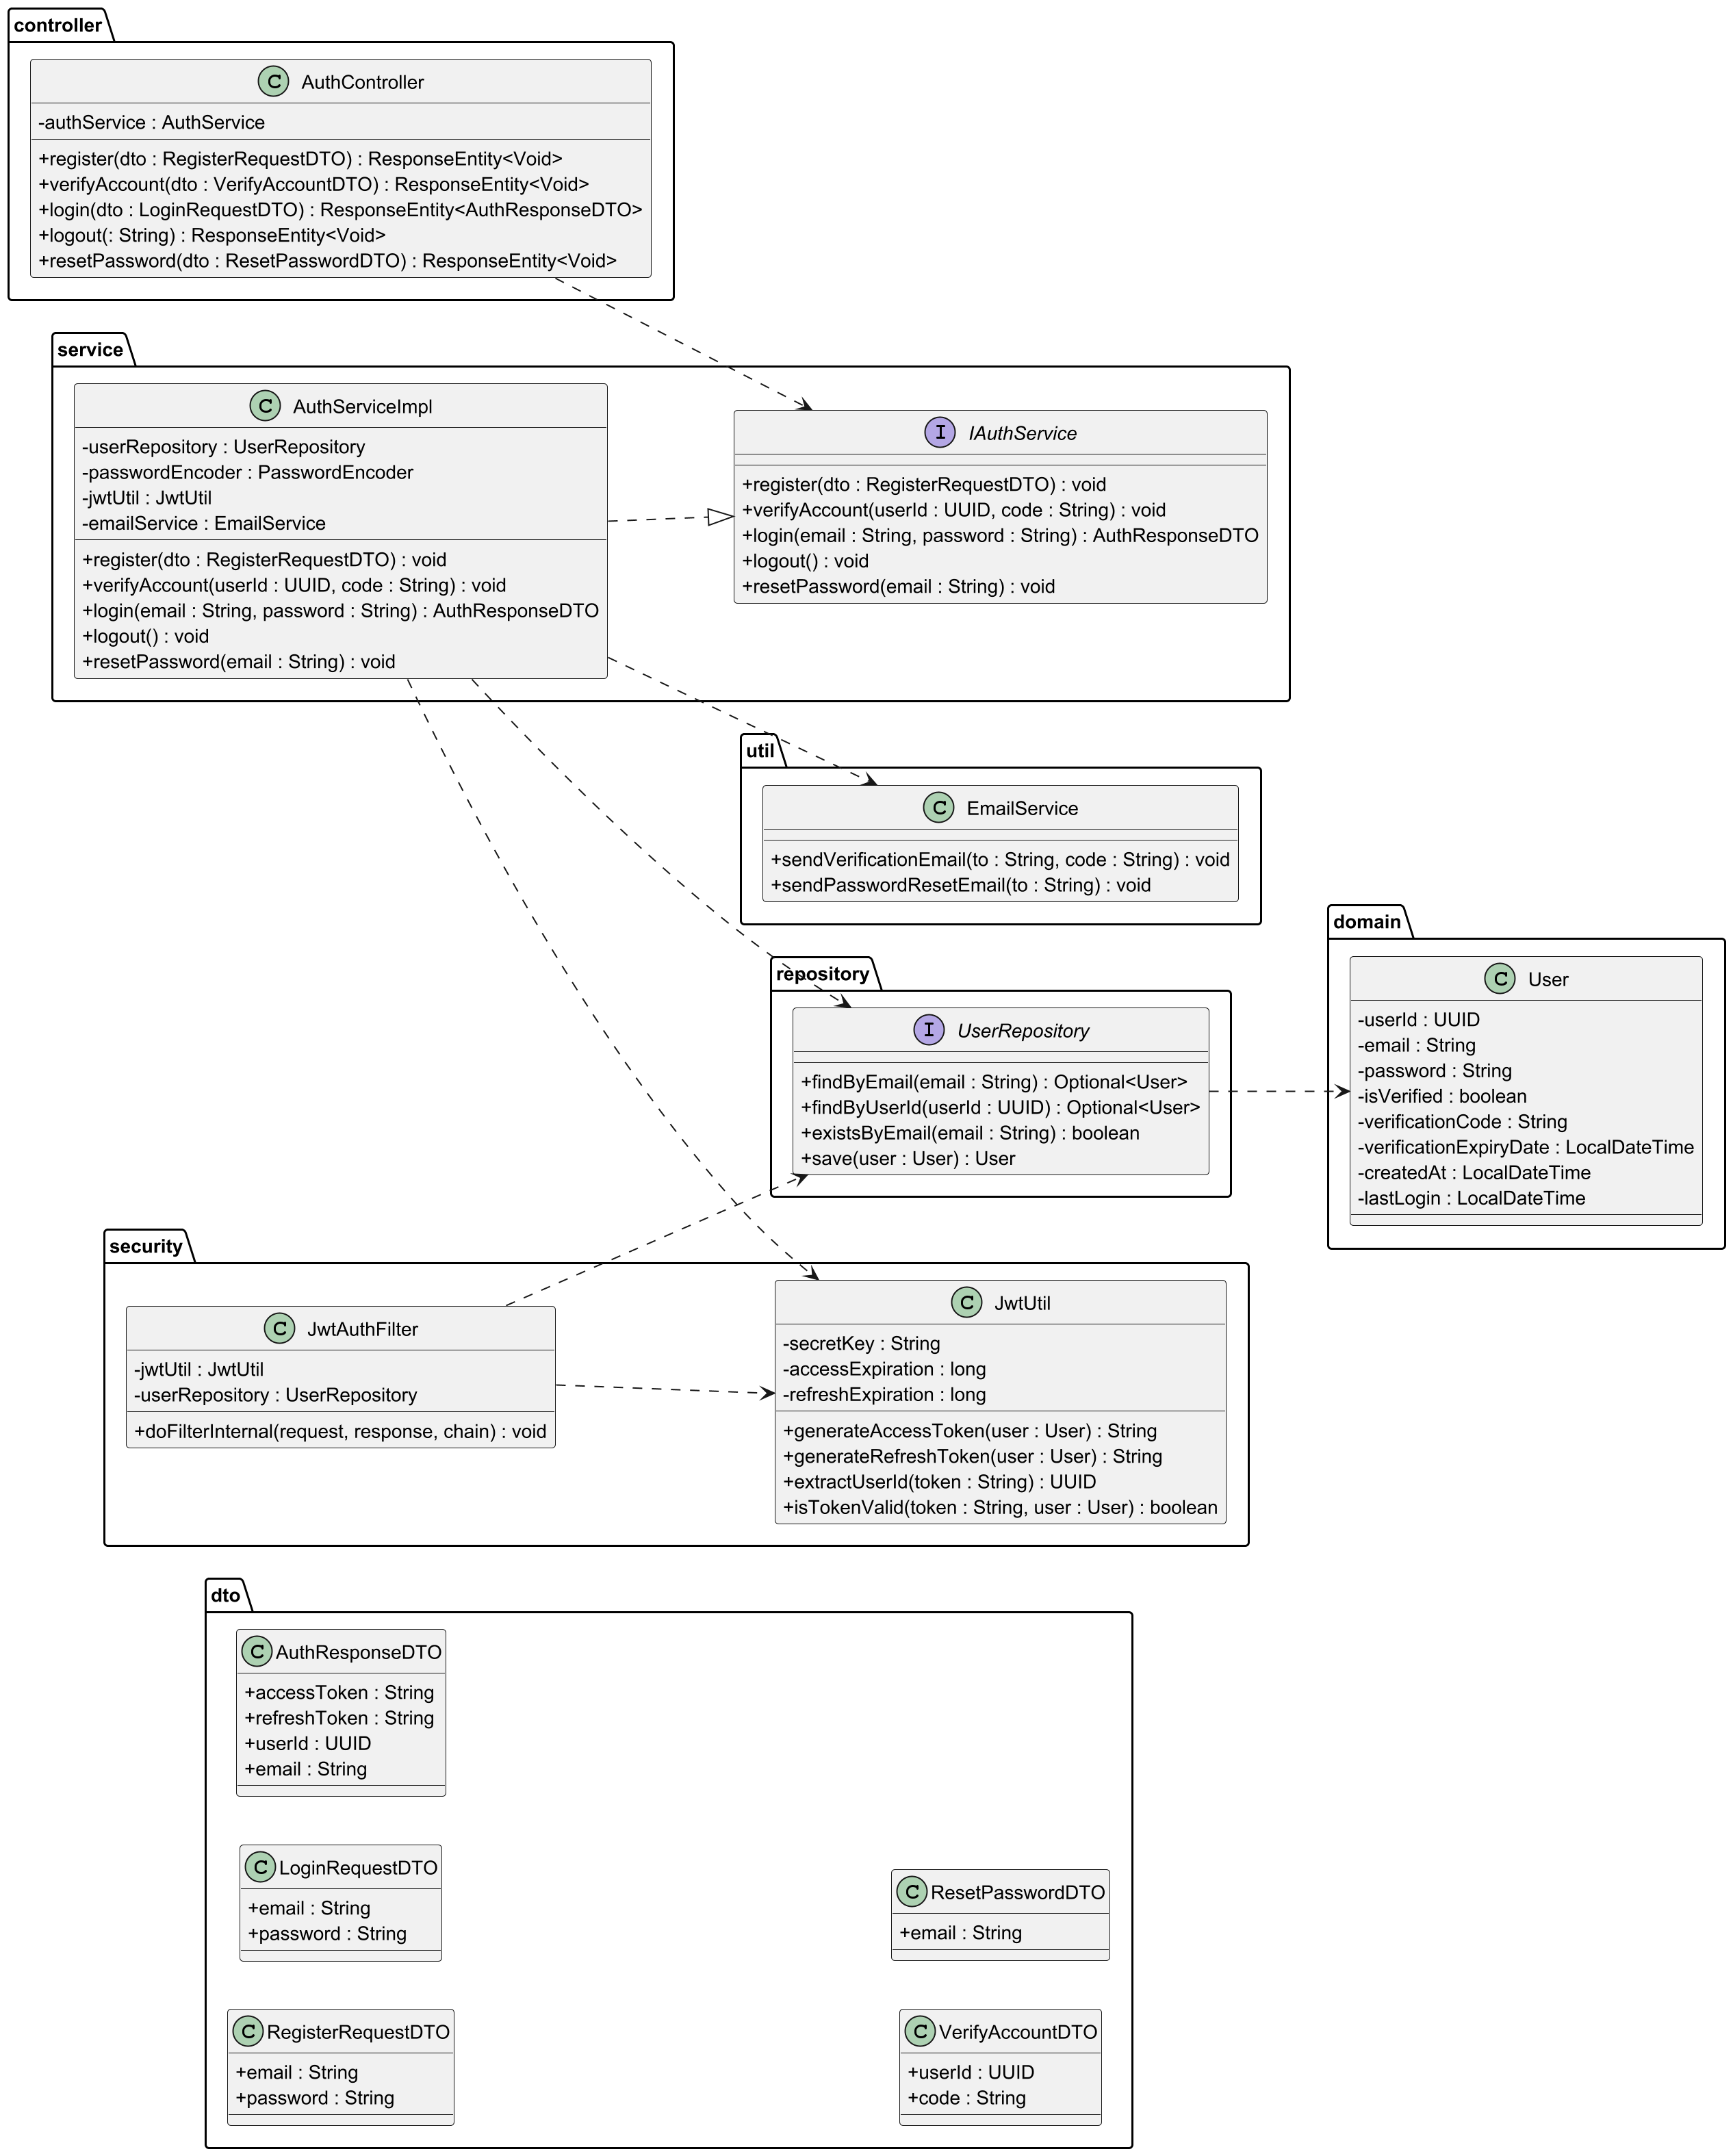 controller
C AuthController
-authService : AuthService
+register(dto : RegisterRequestDTO) : ResponseEntity<Void>
+verifyAccount(dto : VerifyAccountDTO) : ResponseEntity<Void>
+login(dto : LoginRequestDTO) : ResponseEntity<AuthResponseDTO>
+logout(: String) : ResponseEntity<Void>
+resetPassword(dto : ResetPasswordDTO) : ResponseEntity<Void>
service
C AuthServiceImpl
-userRepository : UserRepository
-passwordEncoder : PasswordEncoder
-jwtUtil : JwtUtil
-emailService : EmailService
+register(dto : RegisterRequestDTO) : void
+verifyAccount(userId : UUID, code : String) : void
+login(email : String, password : String) : AuthResponseDTO
+logout() : void
+resetPassword(email : String) : void
I IAuthService
+register(dto : RegisterRequestDTO) : void
+verifyAccount(userId : UUID, code : String) : void
+login(email : String, password : String) : AuthResponseDTO
+logout() : void
+resetPassword(email : String) : void
util
C EmailService
+sendVerificationEmail(to : String, code : String) : void
+sendPasswordResetEmail(to : String) : void
repository
I UserRepository
+findByEmail(email : String) : Optional<User>
+findByUserId(userId : UUID) : Optional<User>
+existsByEmail(email : String) : boolean
+save(user : User) : User
domain
C User
-userId : UUID
-email : String
-password : String
-isVerified : boolean
-verificationCode : String
-verificationExpiryDate : LocalDateTime
-createdAt : LocalDateTime
-lastLogin : LocalDateTime
security
C JwtAuthFilter
-jwtUtil : JwtUtil
-userRepository : UserRepository
+doFilterInternal(request, response, chain) : void
C JwtUtil
-secretKey : String
-accessExpiration : long
-refreshExpiration : long
+generateAccessToken(user : User) : String
+generateRefreshToken(user : User) : String
+extractUserId(token : String) : UUID
+isTokenValid(token : String, user : User) : boolean
dto
C AuthResponseDTO
+accessToken : String
+refreshToken : String
+userId : UUID
+email : String
C LoginRequestDTO
+email : String
+password : String
C ResetPasswordDTO
+email : String
C RegisterRequestDTO
+email : String
+password : String
C VerifyAccountDTO
+userId : UUID
+code : String